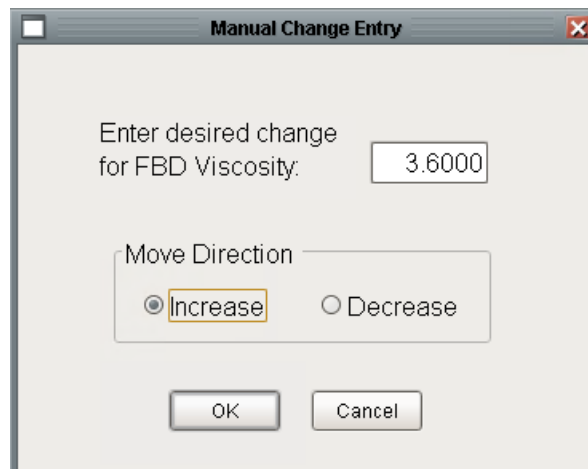 Manual Change Entry
Enter desired change
for FBD Viscosity:
3.6000
Move Direction
Increase
Decrease
OK
Cancel